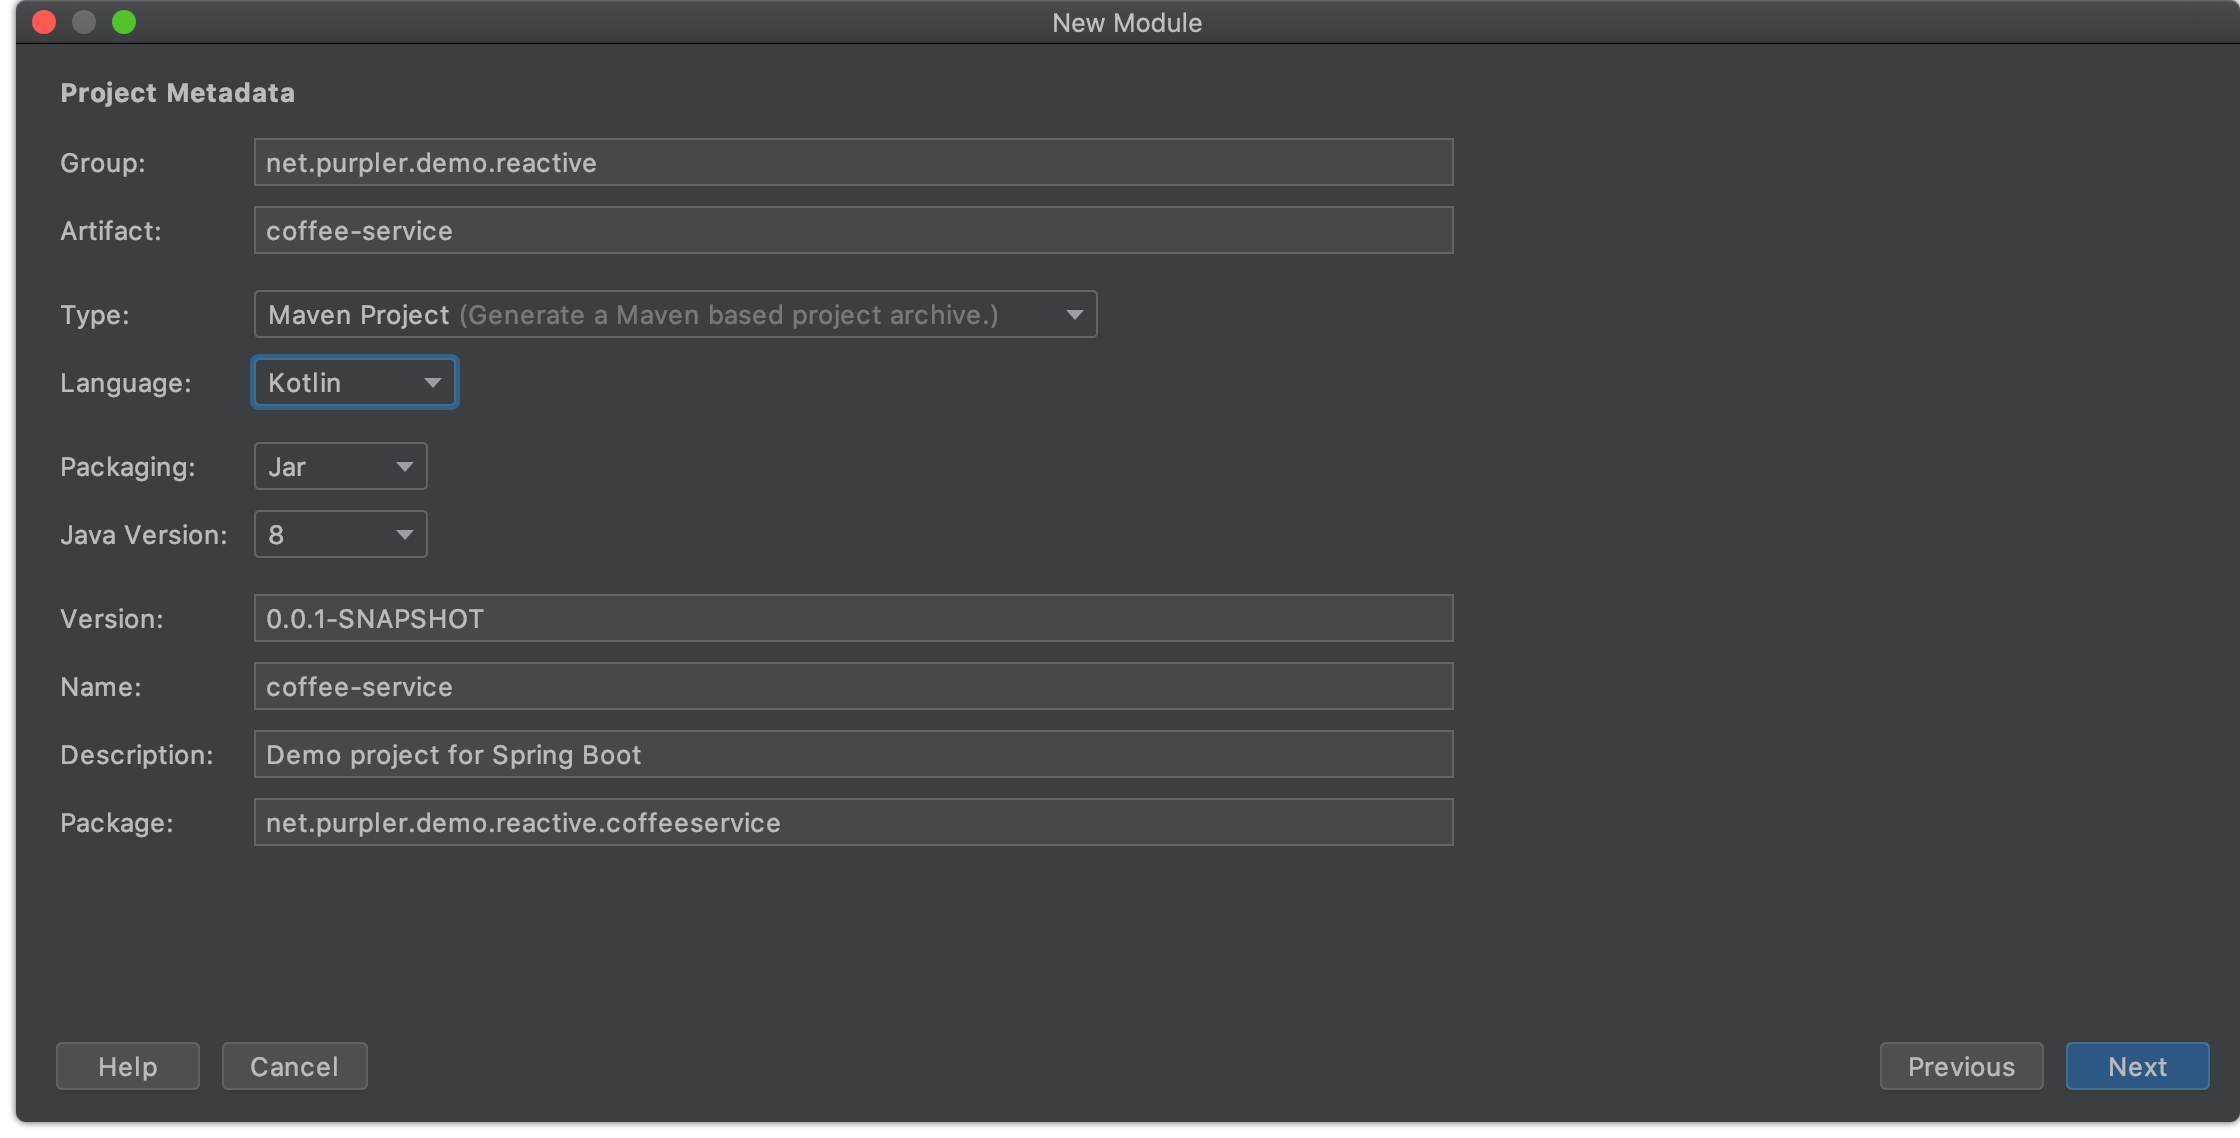 New Module
Project Metadata
Group: net.purpler.demo.reactive
Artifact: coffee-service
Type: Maven Project (Generate a Maven based project archive.)
Language: Kotlin
Packaging: Jar
Java Version: 8
Version: 0.0.1-SNAPSHOT
Name: coffee-service
Description: Demo project for Spring Boot
Package: net.purpler.demo.reactive.coffeeservice
Help Cancel Previous Next